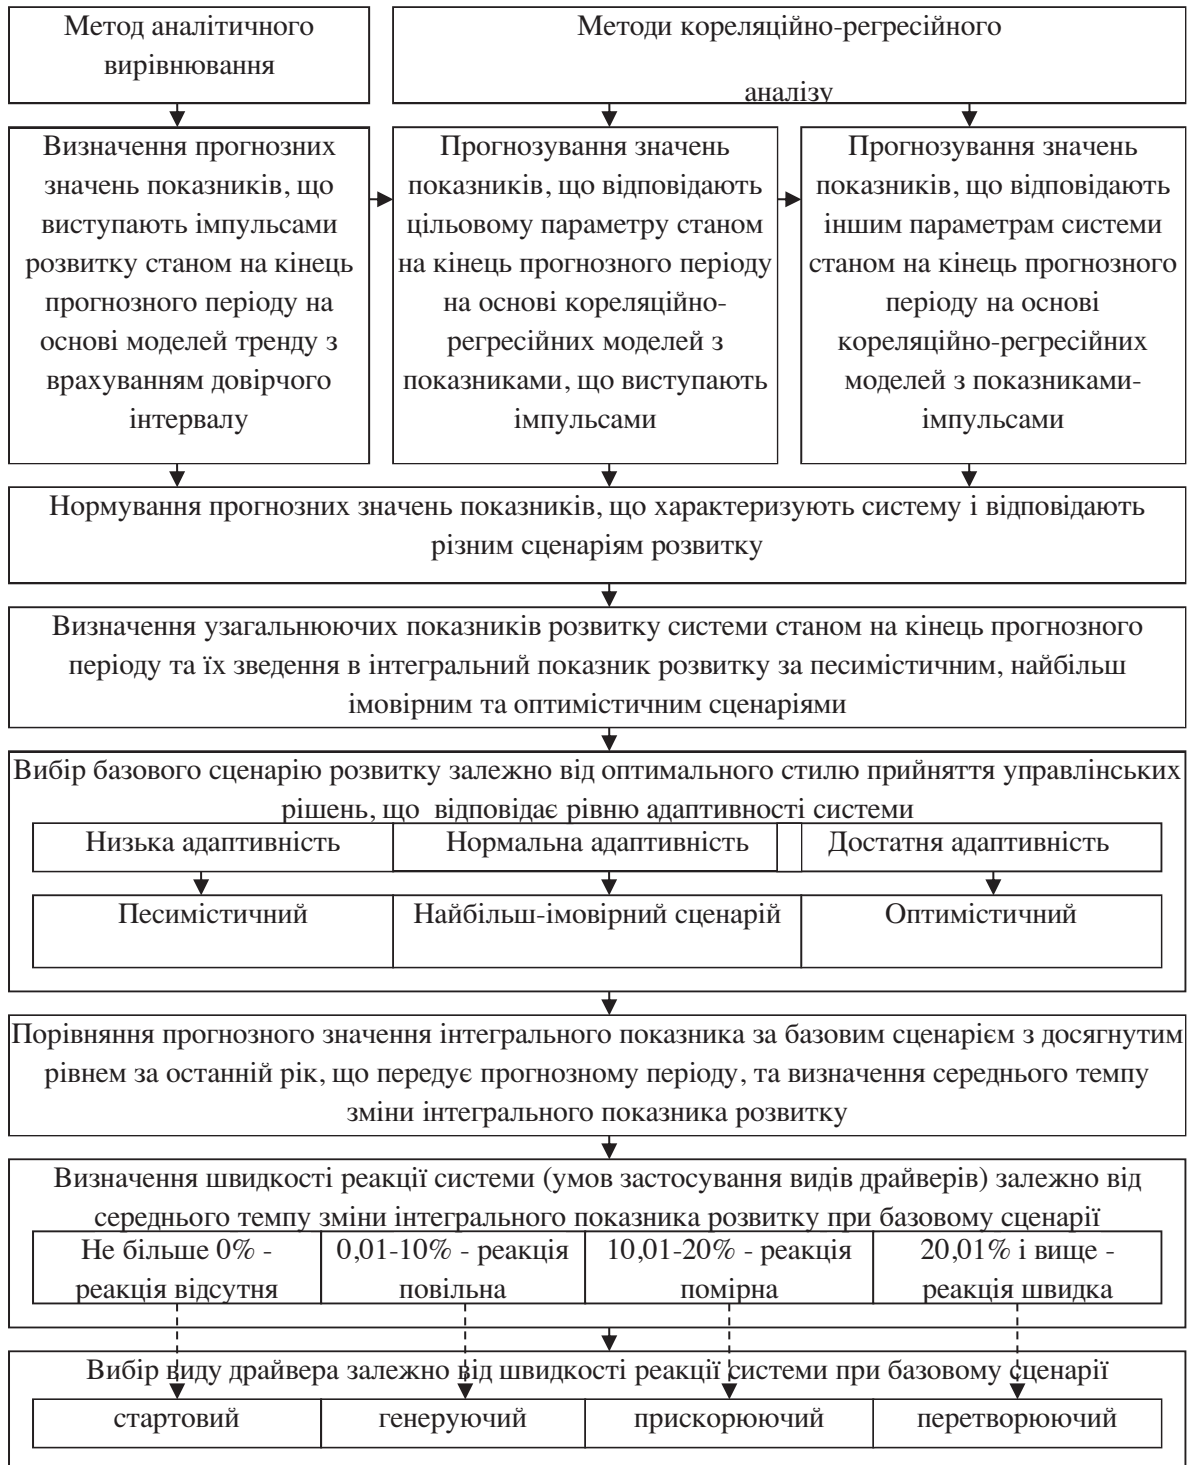 Метод аналітичного
вирівнювання
Методи кореляційно-регресійного
аналізу
Визначення прогнозних
значень показників, що
виступають імпульсами
розвитку станом на кінець
прогнозного періоду на
основі моделей тренду з
врахуванням довірчого
інтервалу
Прогнозування значень
показників, що відповідають
цільовому параметру станом
на кінець прогнозного періоду
на основі кореляційно-
регресійних моделей з
показниками, що виступають
імпульсами
Прогнозування значень
показників, що відповідають
іншим параметрам системи
станом на кінець прогнозного
періоду на основі
кореляційно-регресійних
моделей з показниками-
імпульсами
Нормування прогнозних значень показників, що характеризують систему і відповідають
різним сценаріям розвитку
Визначення узагальнюючих показників розвитку системи станом на кінець прогнозного
періоду та їх зведення в інтегральний показник розвитку за песимістичним, найбільш
імовірним та оптимістичним сценаріями
Вибір базового сценарію розвитку залежно від оптимального стилю прийняття управлінських
рішень, що відповідає рівню адаптивності системи
Низька адаптивність
Нормальна адаптивність
Достатня адаптивність
Песимістичний
Найбільш-імовірний сценарій
Оптимістичний
Порівняння прогнозного значення інтегрального показника за базовим сценарієм з досягнутим
рівнем за останній рік, що передує прогнозному періоду, та визначення середнього темпу
зміни інтегрального показника розвитку
Визначення швидкості реакції системи (умов застосування видів драйверів) залежно від
середнього темпу зміни інтегрального показника розвитку при базовому сценарії
Не більше 0% -
реакція відсутня
0,01-10% - реакція
повільна
10,01-20% - реакція
помірна
20,01% і вище -
реакція швидка
Вибір виду драйвера залежно від швидкості реакції системи при базовому сценарії
стартовий
генеруючий
прискорюючий
перетворюючий